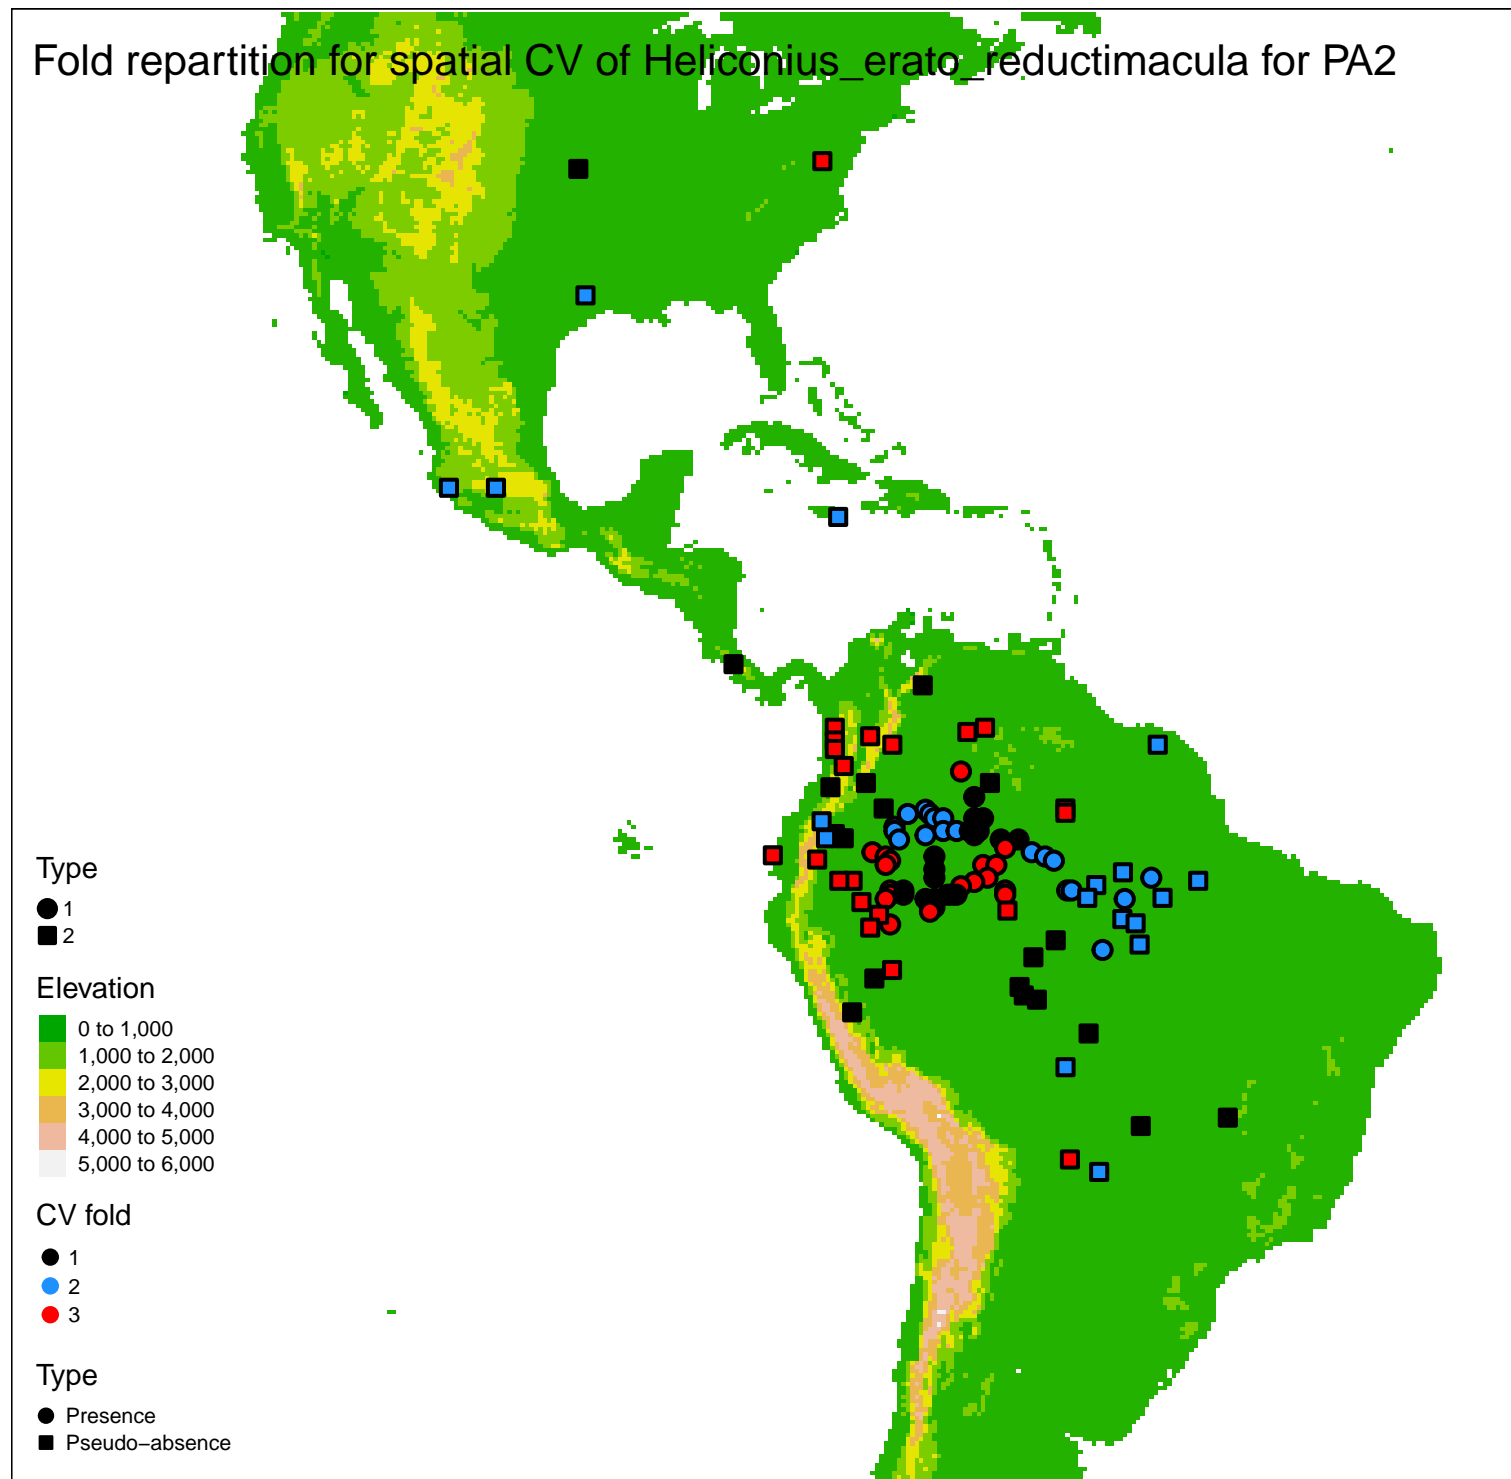 Fold repartition for spatial CV of Heliconius_erato_reductimacula for PA2
Type
1
2
Elevation
0 to 1,000
1,000 to 2,000
2,000 to 3,000
3,000 to 4,000
4,000 to 5,000
5,000 to 6,000
CV fold
1
2
3
Type
Presence
Pseudo−absence